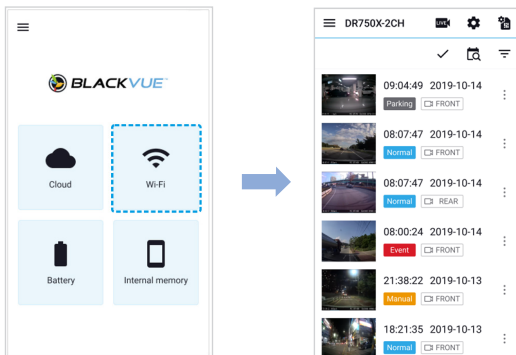 BLACKVUE
Cloud
Wi-Fi
Battery
Internal memory
DR750X-2CH
LIVE
09:04:49 2019-10-14
Parking FRONT
08:07:47 2019-10-14
Normal FRONT
08:07:47 2019-10-14
Normal REAR
08:00:24 2019-10-14
Event FRONT
21:38:22 2019-10-13
Manual FRONT
18:21:35 2019-10-13
Normal FRONT